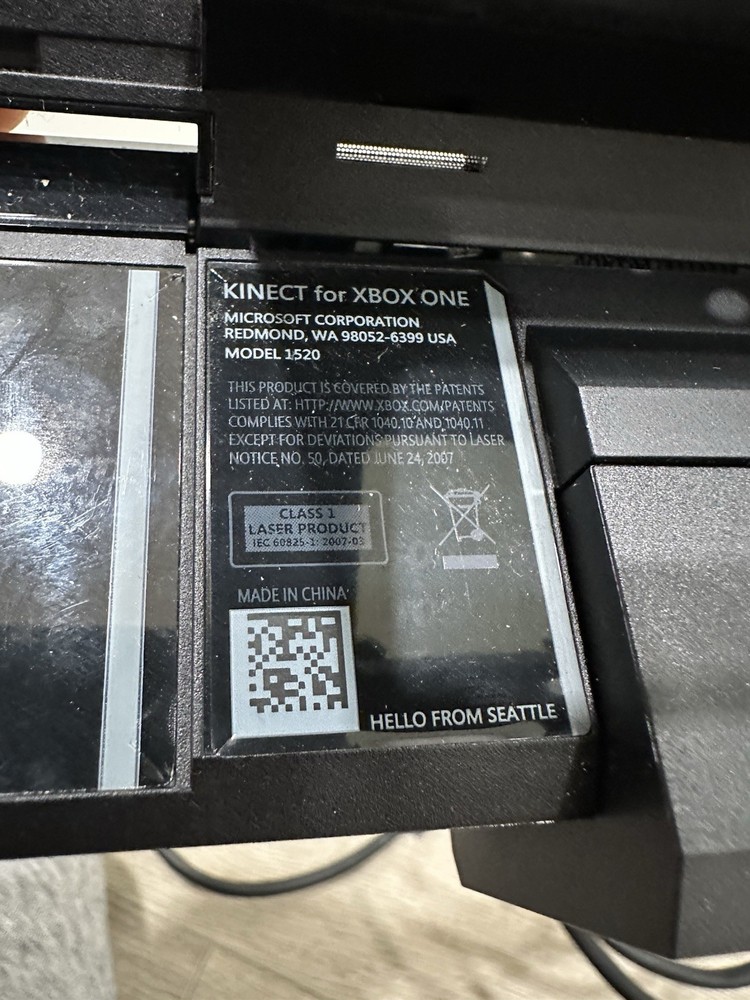 KINECT for XBOX ONE
MICROSOFT CORPORATION
REDMOND, WA 98052-6399 USA
MODEL 1520
THIS PRODUCT IS COVERED BY THE PATENTS
LISTED AT: HTTP://WWW.XBOX.COM/PATENTS
COMPLIES WITH 21 CFR 1040.10 AND 1040.11
EXCEPT FOR DEVIATIONS PURSUANT TO LASER
NOTICE NO. 50, DATED JUNE 24, 2007
CLASS 1
LASER PRODUCT
IEC 60825-1: 2007-03
MADE IN CHINA
HELLO FROM SEATTLE